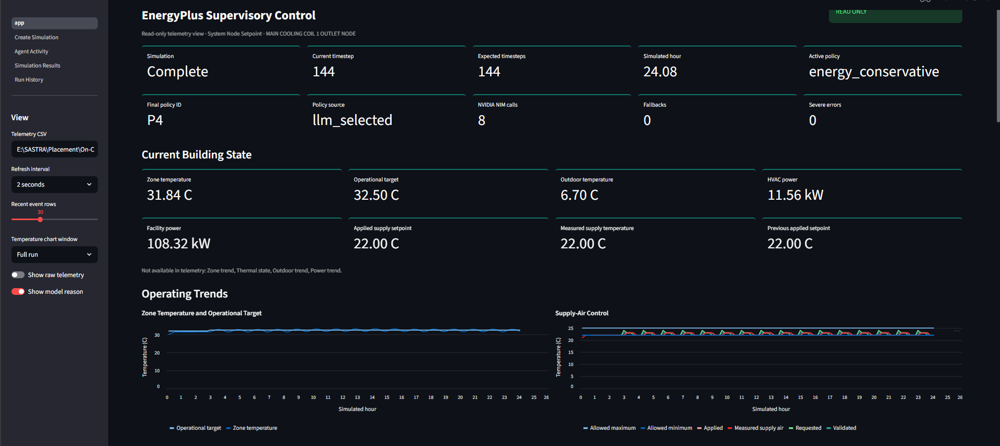 app
Create Simulation
Agent Activity
Simulation Results
Run History
View
Telemetry CSV
E:\SASTRA\Placement\On-C
Refresh interval
2 seconds
Recent event rows
30
Temperature chart window
Full run
Show raw telemetry
Show model reason
EnergyPlus Supervisory Control
READ ONLY
Read-only telemetry view · System Node Setpoint · MAIN COOLING COIL 1 OUTLET NODE
Simulation
Complete
Current timestep
144
Expected timesteps
144
Simulated hour
24.08
Active policy
energy_conservative
Final policy ID
P4
Policy source
llm_selected
NVIDIA NIM calls
8
Fallbacks
0
Severe errors
0
Current Building State
Zone temperature
31.84 C
Operational target
32.50 C
Outdoor temperature
6.70 C
HVAC power
11.56 kW
Facility power
108.32 kW
Applied supply setpoint
22.00 C
Measured supply temperature
22.00 C
Previous applied setpoint
22.00 C
Not available in telemetry: Zone trend, Thermal state, Outdoor trend, Power trend.
Operating Trends
Zone Temperature and Operational Target
Temperature (C)
30
20
10
0
0 1 2 3 4 5 6 7 8 9 10 11 12 13 14 15 16 17 18 19 20 21 22 23 24 25 26
Simulated hour
Operational target Zone temperature
Supply-Air Control
Temperature (C)
25
20
15
10
5
0
0 1 2 3 4 5 6 7 8 9 10 11 12 13 14 15 16 17 18 19 20 21 22 23 24 25 26
Simulated hour
Allowed maximum Allowed minimum Applied Measured supply air Requested Validated